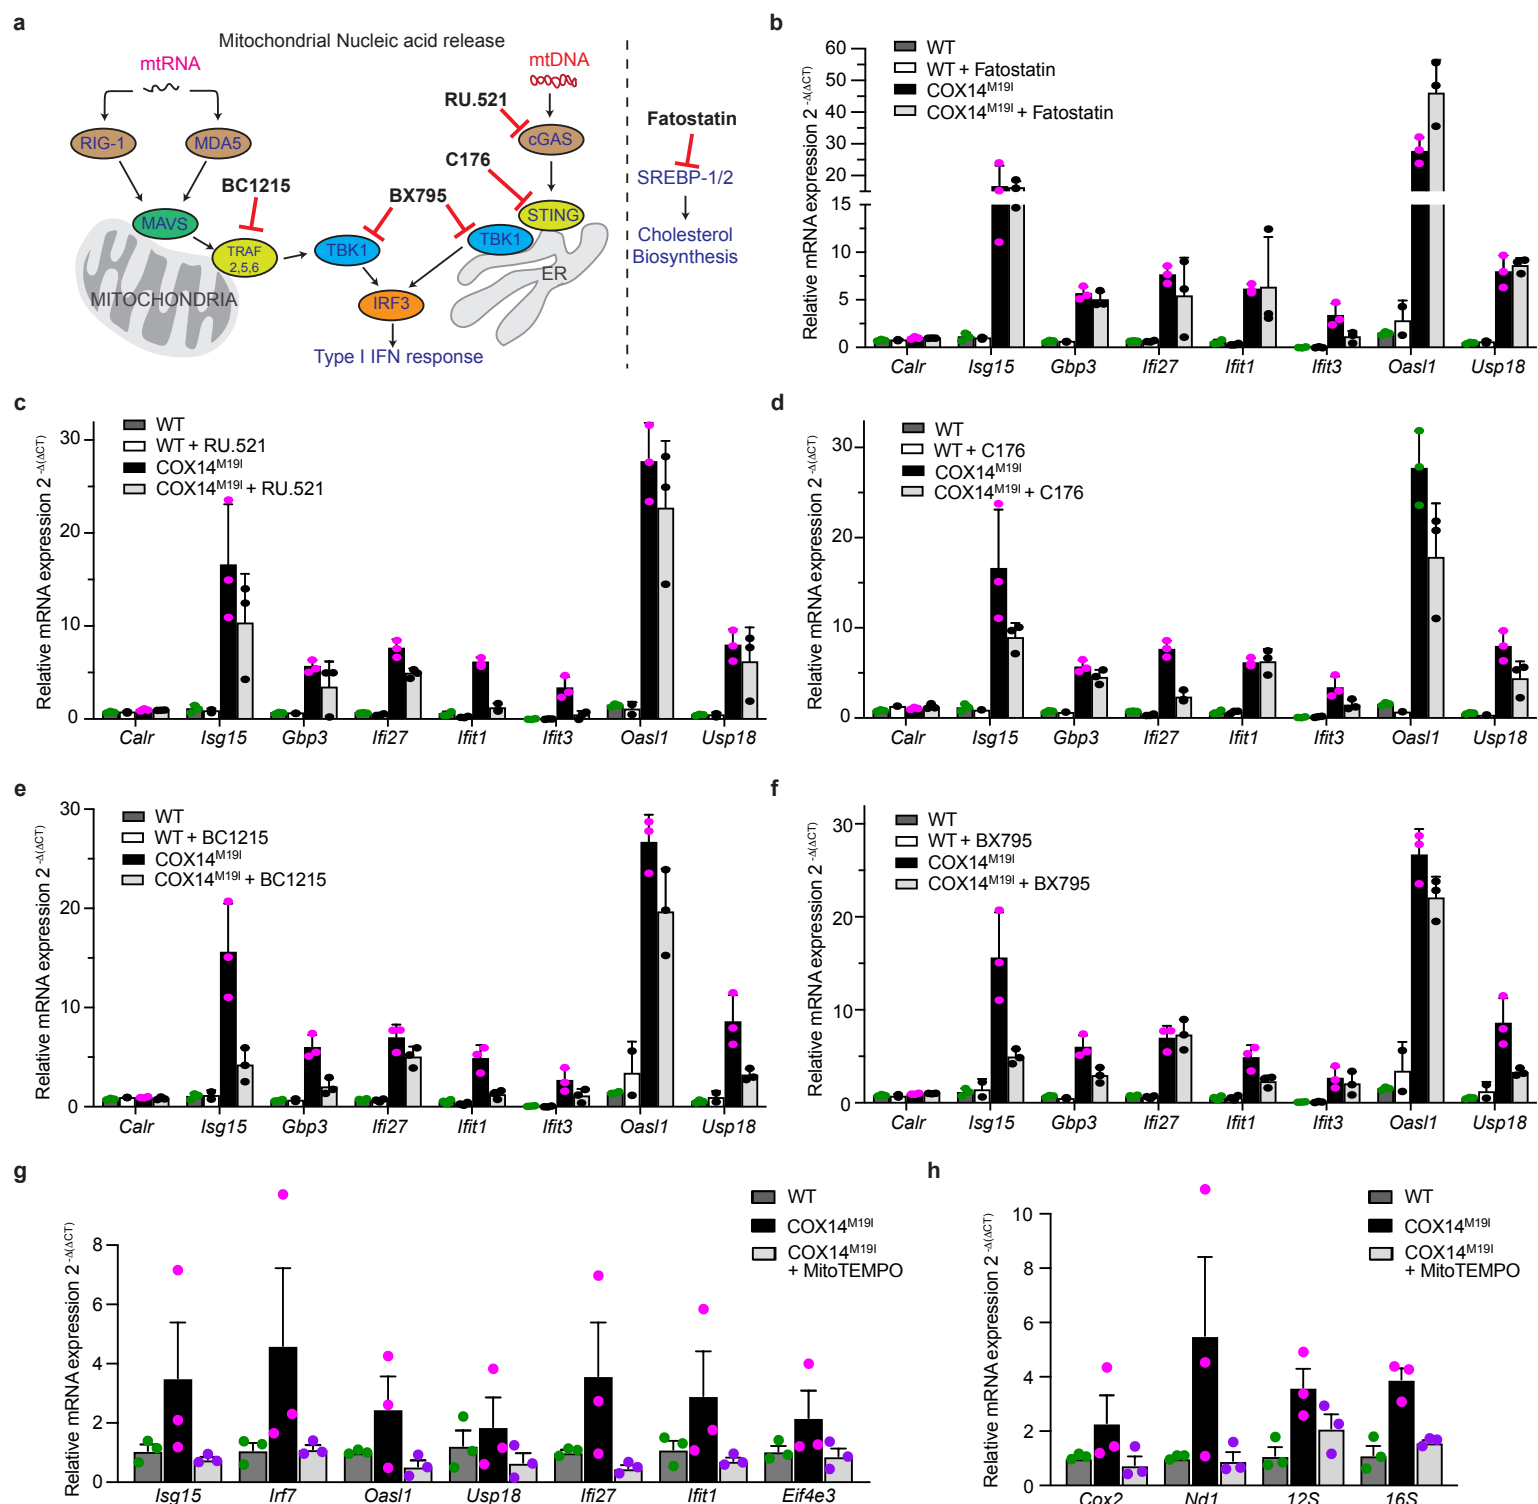 a
Mitochondrial Nucleic acid release
mtRNA
mtDNA
RU.521
RIG-1
MDA5
cGAS
BC1215
C176
BX795
MAVS
TRAF
2,5,6
TBK1
TBK1
STING
ER
MITOCHONDRIA
IRF3
Type I IFN response
Fatostatin
SREBP-1/2
Cholesterol
Biosynthesis
b
Relative mRNA expression 2 -Δ(ΔCT)
60
50
40
30
20
15
10
5
0
WT
WT + Fatostatin
COX14M19I
COX14M19I + Fatostatin
Calr Isg15 Gbp3 Ifi27 Ifit1 Ifit3 Oasl1 Usp18
c
Relative mRNA expression 2 -Δ(ΔCT)
30
20
10
0
WT
WT + RU.521
COX14M19I
COX14M19I + RU.521
Calr Isg15 Gbp3 Ifi27 Ifit1 Ifit3 Oasl1 Usp18
d
Relative mRNA expression 2 -Δ(ΔCT)
30
20
10
0
WT
WT + C176
COX14M19I
COX14M19I + C176
Calr Isg15 Gbp3 Ifi27 Ifit1 Ifit3 Oasl1 Usp18
e
Relative mRNA expression 2 -Δ(ΔCT)
30
20
10
0
WT
WT + BC1215
COX14M19I
COX14M19I + BC1215
Calr Isg15 Gbp3 Ifi27 Ifit1 Ifit3 Oasl1 Usp18
f
Relative mRNA expression 2 -Δ(ΔCT)
30
20
10
0
WT
WT + BX795
COX14M19I
COX14M19I + BX795
Calr Isg15 Gbp3 Ifi27 Ifit1 Ifit3 Oasl1 Usp18
g
Relative mRNA expression 2 -Δ(ΔCT)
8
6
4
2
0
WT
COX14M19I
COX14M19I
+ MitoTEMPO
Isg15 Irf7 Oasl1 Usp18 Ifi27 Ifit1 Eif4e3
h
Relative mRNA expression 2 -Δ(ΔCT)
10
8
6
4
2
0
WT
COX14M19I
COX14M19I
+ MitoTEMPO
Cox2 Nd1 12S 16S